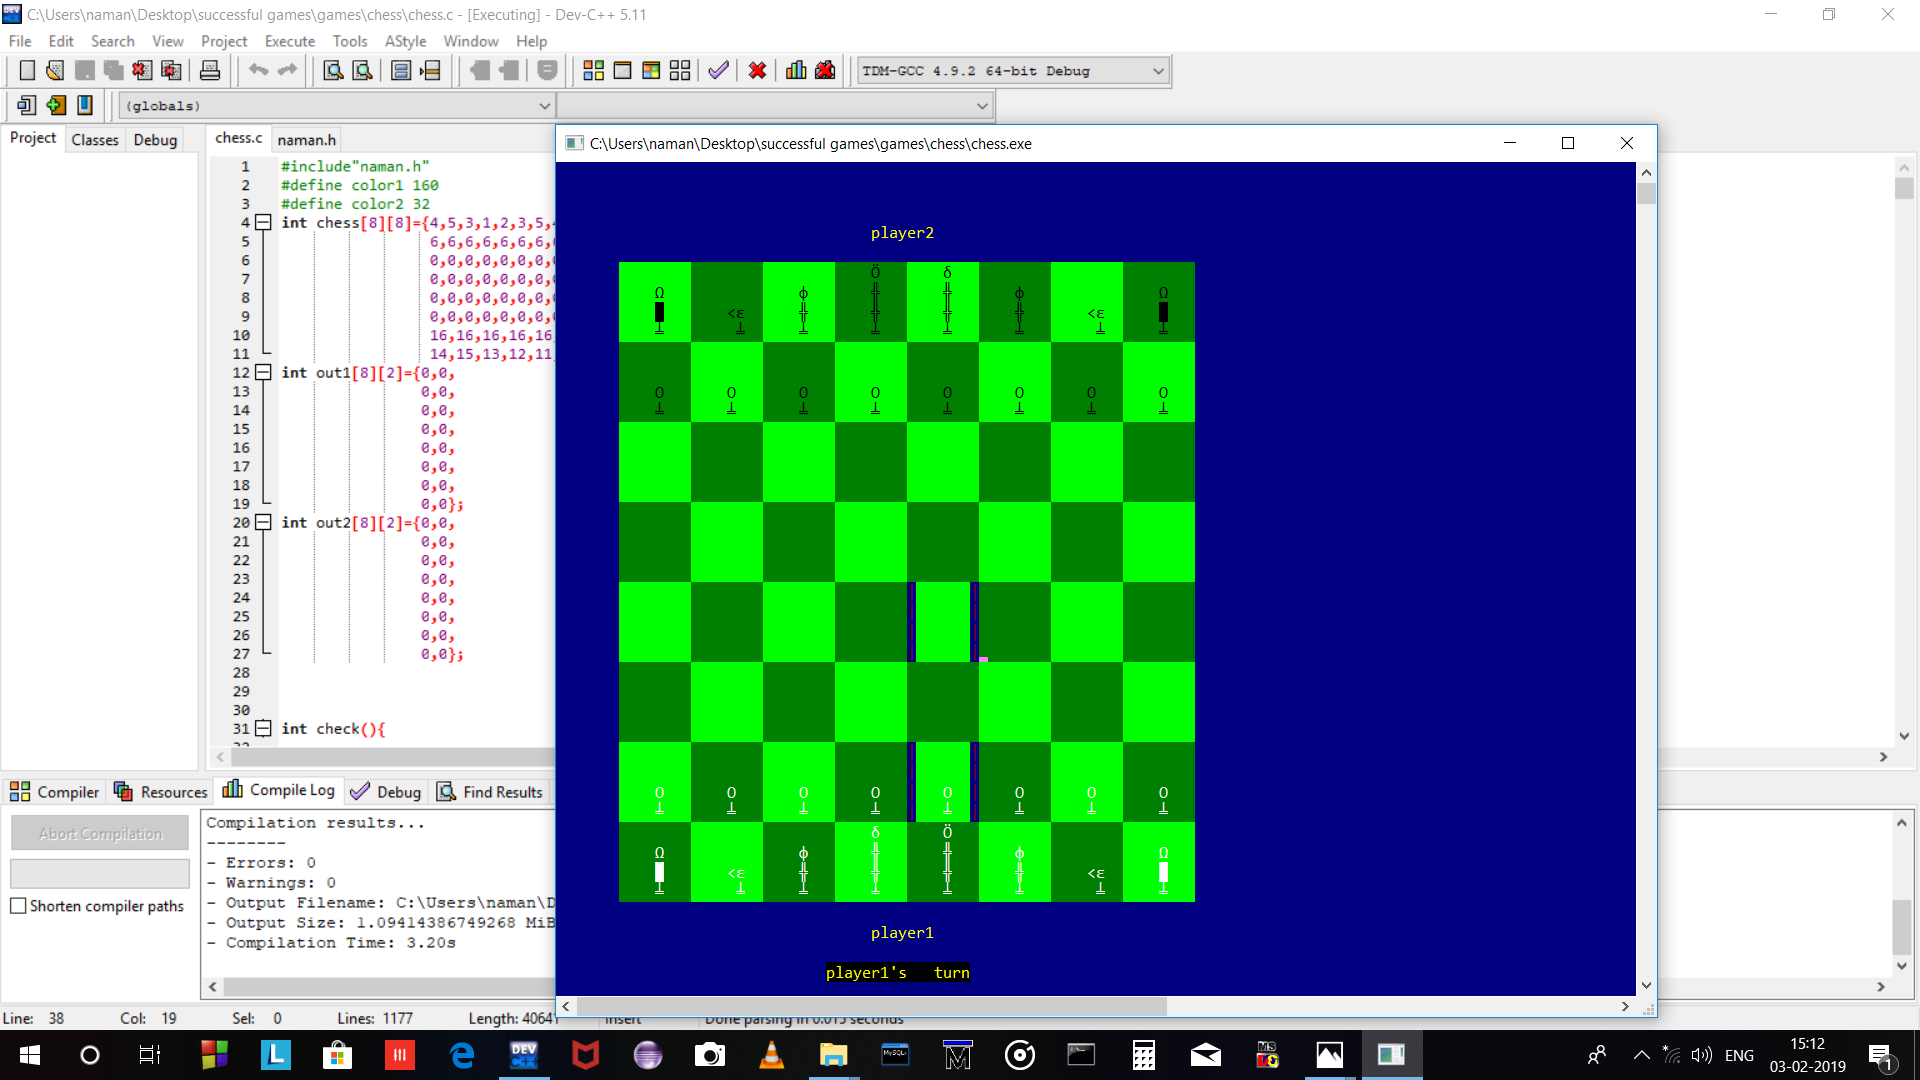 C:\Users\naman\Desktop\successful games\games\chess\chess.c - [Executing] - Dev-C++ 5.11
File Edit Search View Project Execute Tools AStyle Window Help
TDM-GCC 4.9.2 64-bit Debug
(globals)
Project Classes Debug
chess.c naman.h
1 #include"naman.h"
2 #define color1 160
3 #define color2 32
4 int chess[8][8]={4,5,3,1,2,3,5,4
5 6,6,6,6,6,6,6,6
6 0,0,0,0,0,0,0,0
7 0,0,0,0,0,0,0,0
8 0,0,0,0,0,0,0,0
9 0,0,0,0,0,0,0,0
10 16,16,16,16,16,
11 14,15,13,12,11,
12 int out1[8][2]={0,0,
13 0,0,
14 0,0,
15 0,0,
16 0,0,
17 0,0,
18 0,0,
19 0,0};
20 int out2[8][2]={0,0,
21 0,0,
22 0,0,
23 0,0,
24 0,0,
25 0,0,
26 0,0,
27 0,0};
28
29
30
31 int check(){
C:\Users\naman\Desktop\successful games\games\chess\chess.exe
player2
Ö δ
Ω ϕ ϕ Ω
<ε <ε
O O O O O O O O
O O O O O O O O
δ Ö
Ω ϕ ϕ Ω
<ε <ε
player1
player1's turn
Compiler Resources Compile Log Debug Find Results
Abort Compilation
Shorten compiler paths
Compilation results...
--------
- Errors: 0
- Warnings: 0
- Output Filename: C:\Users\naman\D
- Output Size: 1.09414386749268 MiB
- Compilation Time: 3.20s
Line: 38 Col: 19 Sel: 0 Lines: 1177 Length: 40641 Insert Done parsing in 0.015 seconds
DEV C++
L
MySQL
ENG
15:12
03-02-2019
1